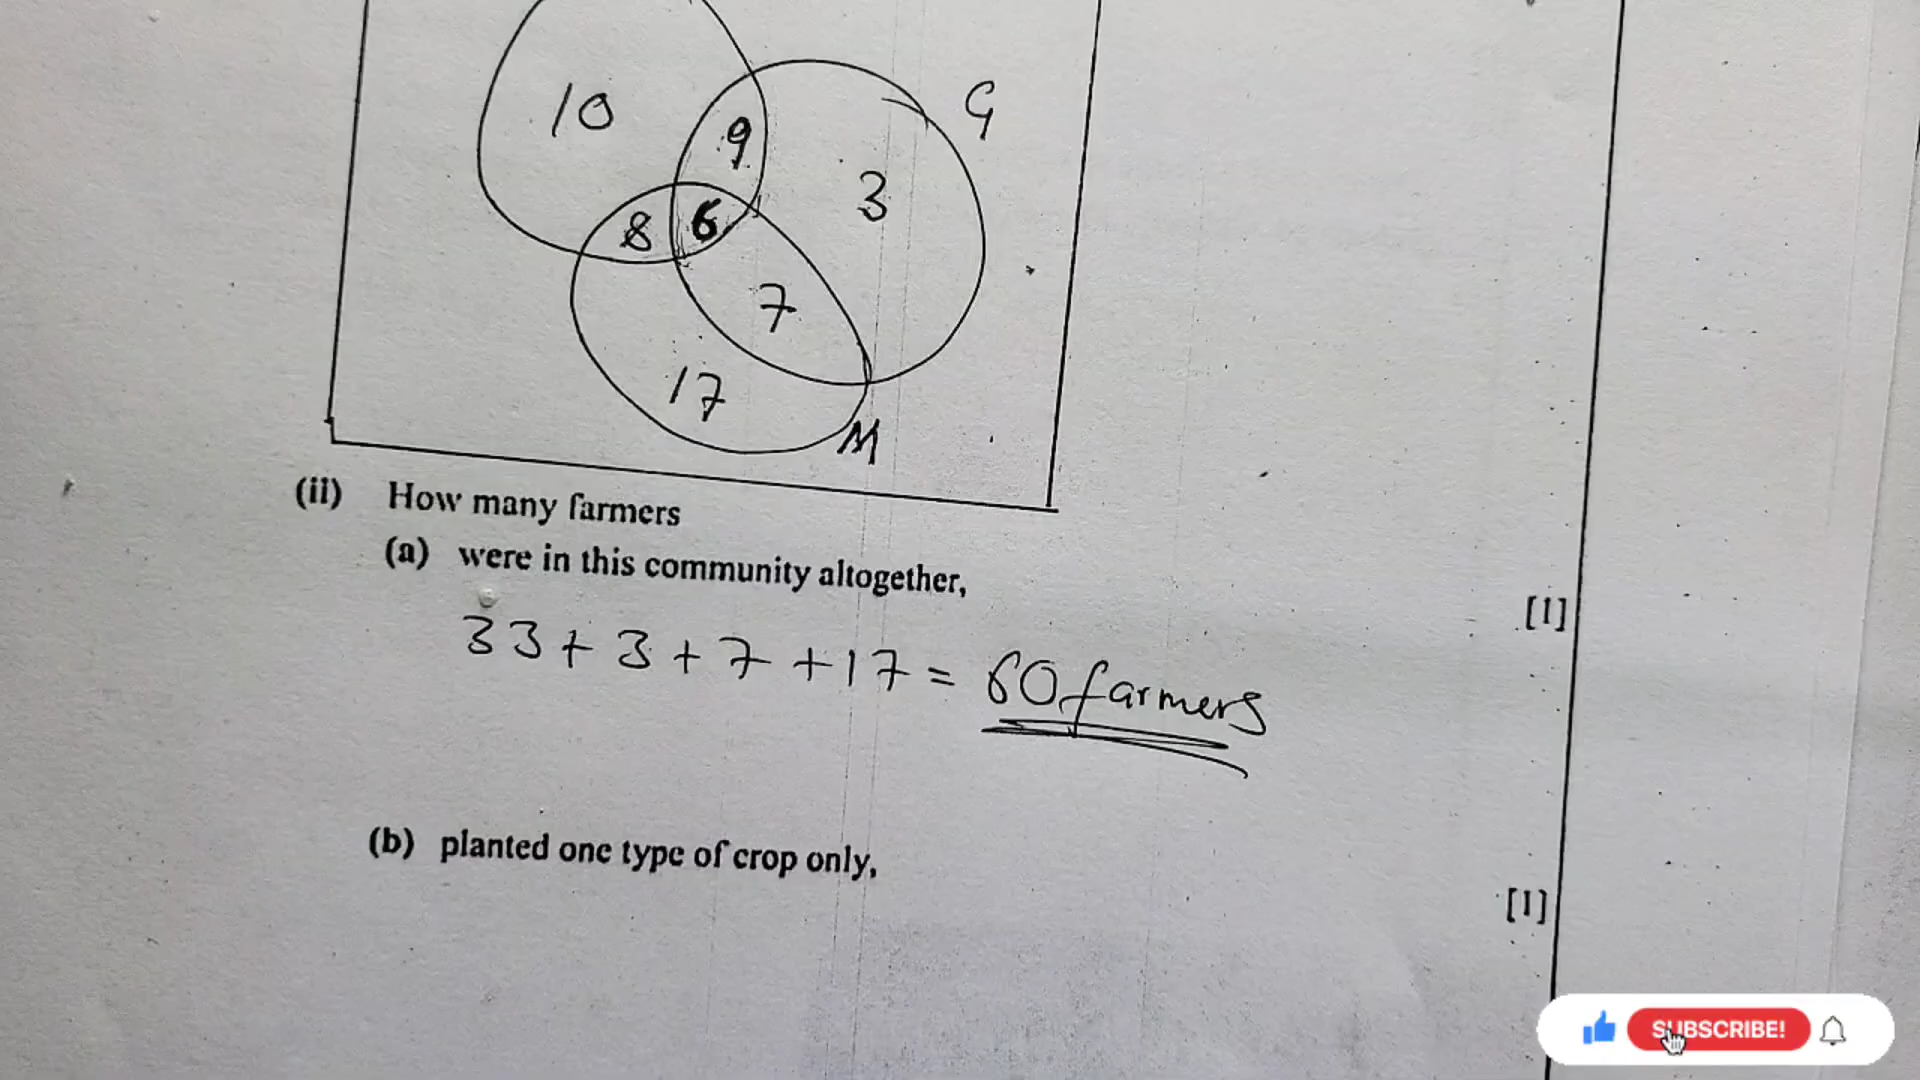 10
9
G
3
8
6
7
17
M
(ii) How many farmers
(a) were in this community altogether,
[1]
33 + 3 + 7 + 17 = 60 farmers
(b) planted one type of crop only,
[1]
SUBSCRIBE!